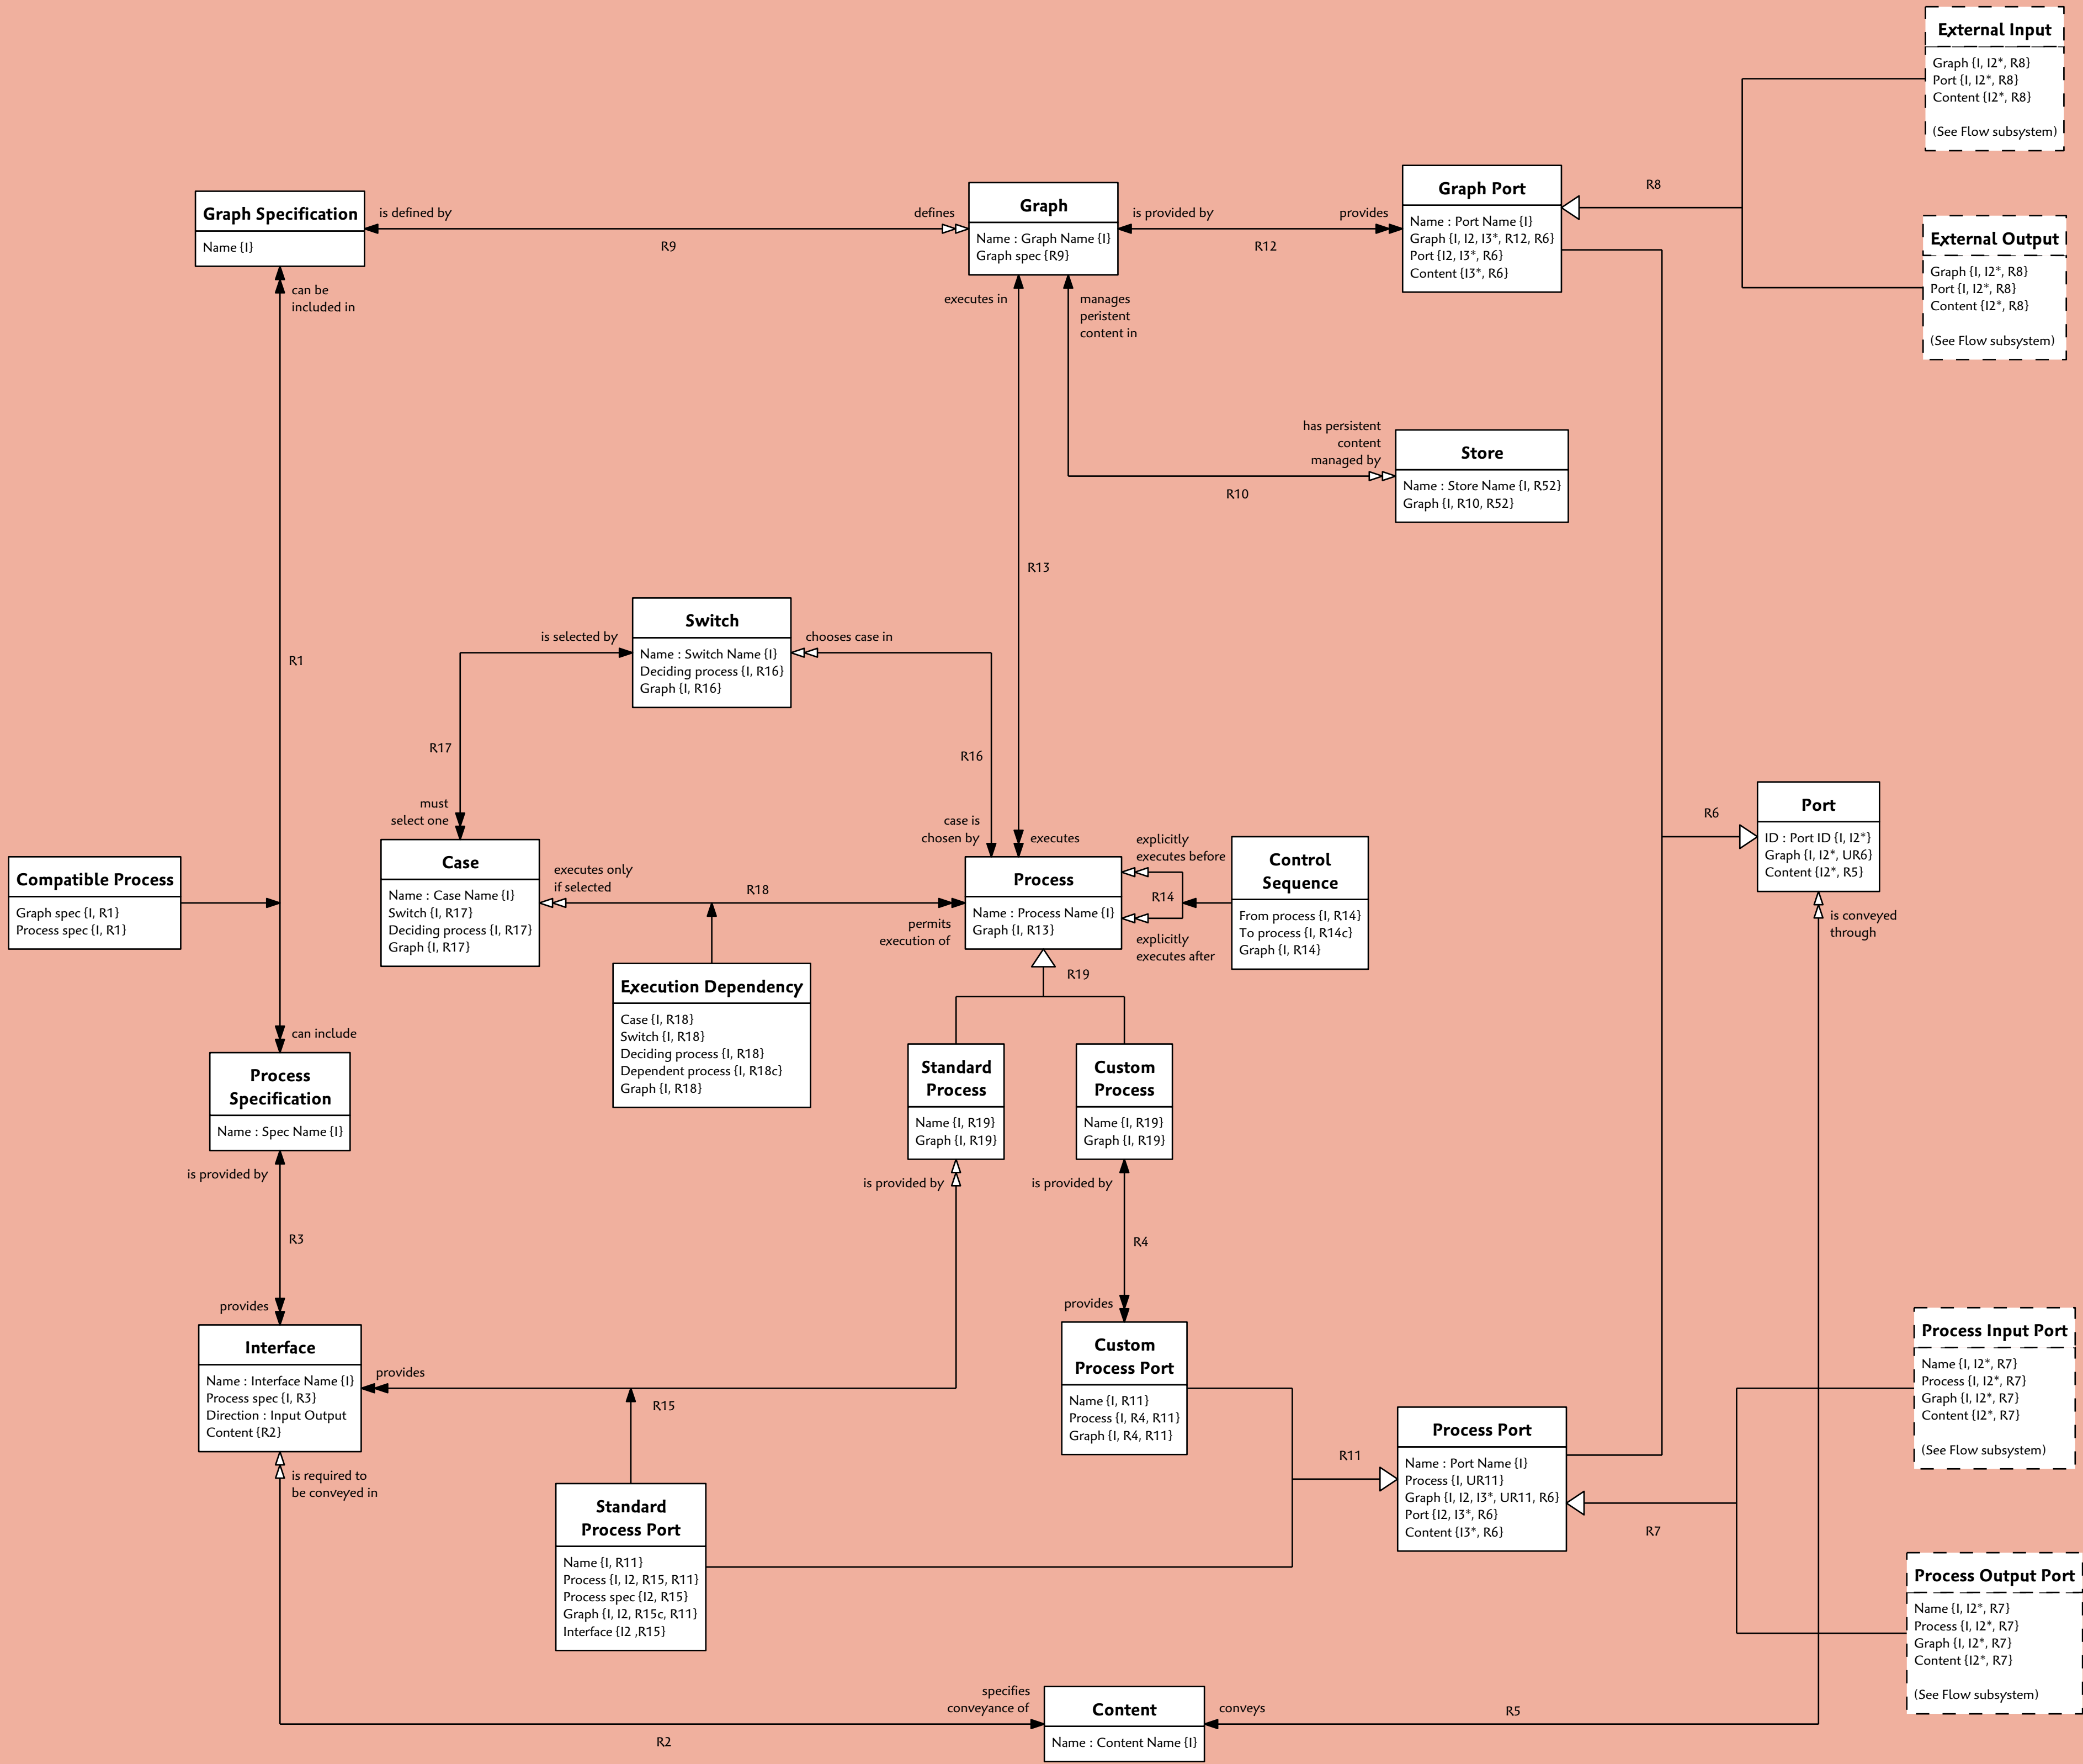 External Input
Graph {I, I2*, R8}
Port {I, I2*, R8}
Content {I2*, R8}
(See Flow subsystem)
Graph Specification
Name {I}
is defined by
defines
R9
Graph
Name : Graph Name {I}
Graph spec {R9}
is provided by
provides
R12
Graph Port
Name : Port Name {I}
Graph {I, I2, I3*, R12, R6}
Port {I2, I3*, R6}
Content {I3*, R6}
R8
External Output
Graph {I, I2*, R8}
Port {I, I2*, R8}
Content {I2*, R8}
(See Flow subsystem)
can be
included in
executes in
manages
peristent
content in
has persistent
content
managed by
R10
Store
Name : Store Name {I, R52}
Graph {I, R10, R52}
R13
R1
Switch
Name : Switch Name {I}
Deciding process {I, R16}
Graph {I, R16}
is selected by
chooses case in
R17
R16
must
select one
case is
chosen by
executes
Compatible Process
Graph spec {I, R1}
Process spec {I, R1}
Case
Name : Case Name {I}
Switch {I, R17}
Deciding process {I, R17}
Graph {I, R17}
executes only
if selected
R18
permits
execution of
Process
Name : Process Name {I}
Graph {I, R13}
explicitly
executes before
R14
explicitly
executes after
Control
Sequence
From process {I, R14}
To process {I, R14c}
Graph {I, R14}
R6
Port
ID : Port ID {I, I2*}
Graph {I, I2*, UR6}
Content {I2*, R5}
is conveyed
through
Execution Dependency
Case {I, R18}
Switch {I, R18}
Deciding process {I, R18}
Dependent process {I, R18c}
Graph {I, R18}
R19
can include
Process
Specification
Name : Spec Name {I}
Standard
Process
Name {I, R19}
Graph {I, R19}
Custom
Process
Name {I, R19}
Graph {I, R19}
is provided by
is provided by
is provided by
R3
R4
provides
provides
Interface
Name : Interface Name {I}
Process spec {I, R3}
Direction : Input Output
Content {R2}
provides
R15
Custom
Process Port
Name {I, R11}
Process {I, R4, R11}
Graph {I, R4, R11}
R11
Process Port
Name : Port Name {I}
Process {I, UR11}
Graph {I, I2, I3*, UR11, R6}
Port {I2, I3*, R6}
Content {I3*, R6}
R7
Process Input Port
Name {I, I2*, R7}
Process {I, I2*, R7}
Graph {I, I2*, R7}
Content {I2*, R7}
(See Flow subsystem)
is required to
be conveyed in
Standard
Process Port
Name {I, R11}
Process {I, I2, R15, R11}
Process spec {I2, R15}
Graph {I, I2, R15c, R11}
Interface {I2 ,R15}
Process Output Port
Name {I, I2*, R7}
Process {I, I2*, R7}
Graph {I, I2*, R7}
Content {I2*, R7}
(See Flow subsystem)
specifies
conveyance of
R2
Content
Name : Content Name {I}
conveys
R5